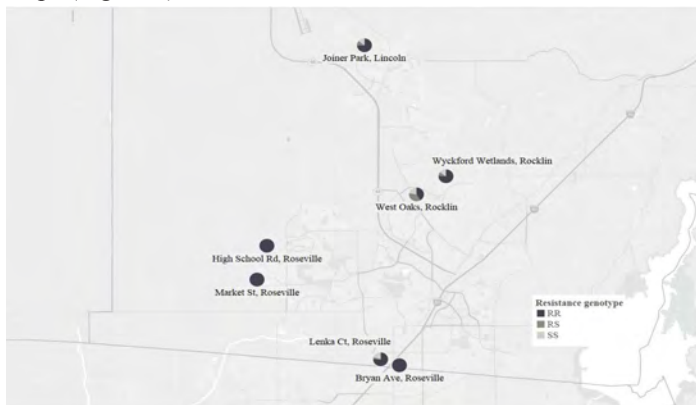 Joiner Park, Lincoln
Wyckford Wetlands, Rocklin
West Oaks, Rocklin
High School Rd, Roseville
Market St, Roseville
Resistance genotype
RR
RS
SS
Lenka Ct, Roseville
Bryan Ave, Roseville